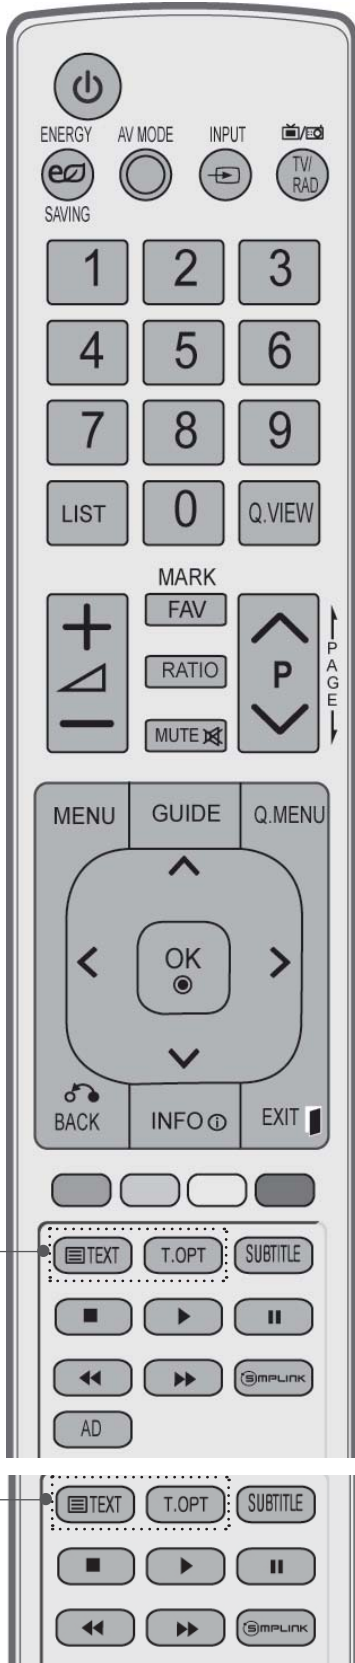 ENERGY AV MODE INPUT
TV/
RAD
SAVING
1 2 3
4 5 6
7 8 9
LIST 0 Q.VIEW
MARK
FAV
RATIO
P
PAGE
MUTE
MENU GUIDE Q.MENU
OK
BACK INFO i EXIT
TEXT T.OPT SUBTITLE
SIMPLINK
AD
TEXT T.OPT SUBTITLE
SIMPLINK